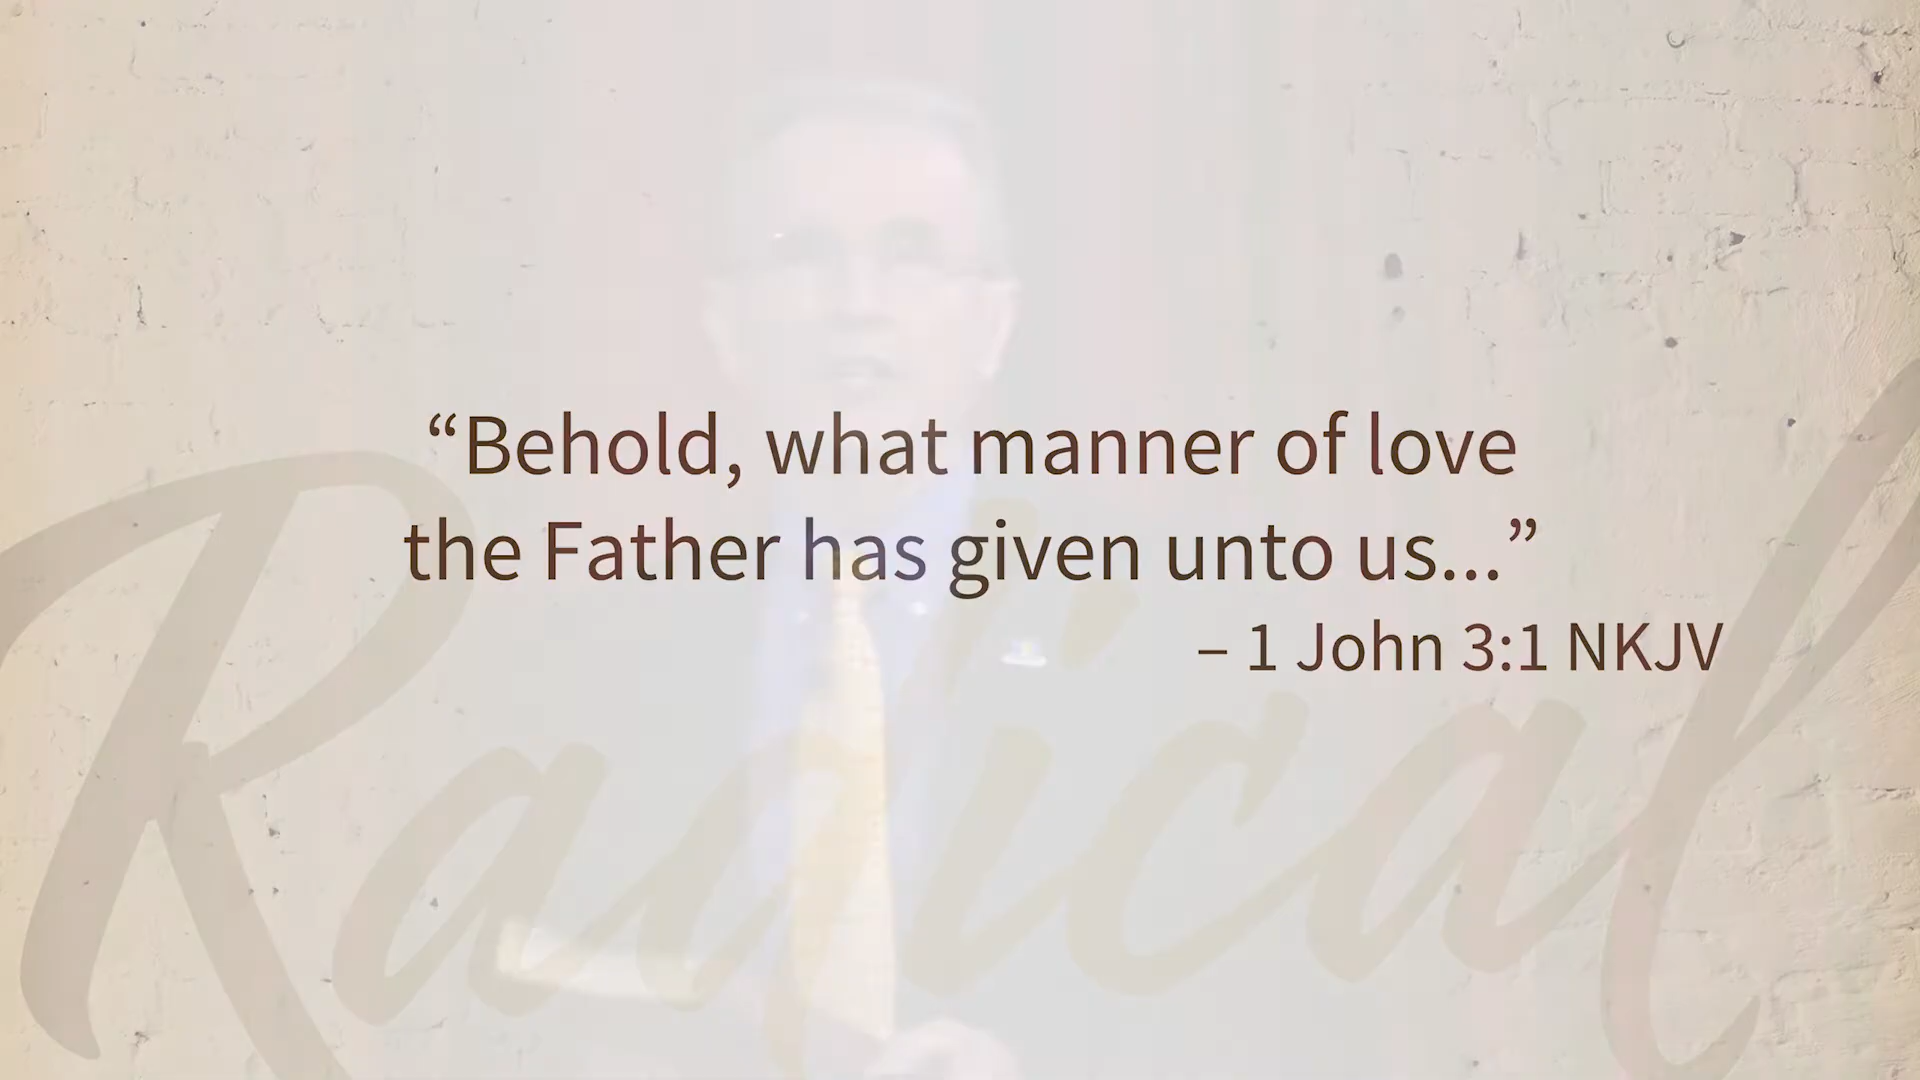 “Behold, what manner of love
the Father has given unto us...”
– 1 John 3:1 NKJV
Radical